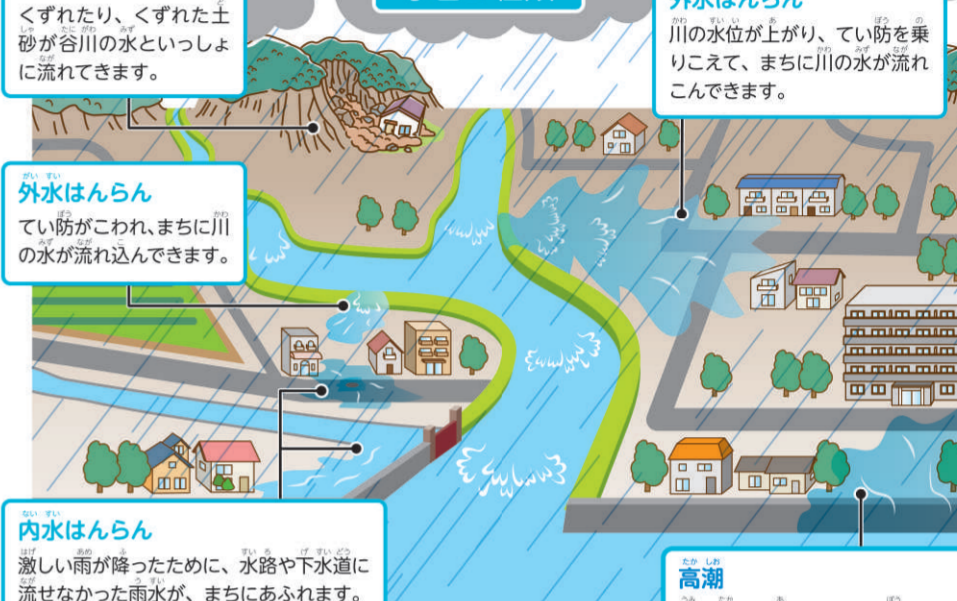 くずれたり、くずれた土
砂が谷川の水といっしょ
に流れてきます。
外水はんらん
川の水位が上がり、てい防を乗
りこえて、まちに川の水が流れ
こんできます。
外水はんらん
てい防がこわれ、まちに川
の水が流れ込んできます。
内水はんらん
激しい雨が降ったために、水路や下水道に
流せなかった雨水が、まちにあふれます。
高潮